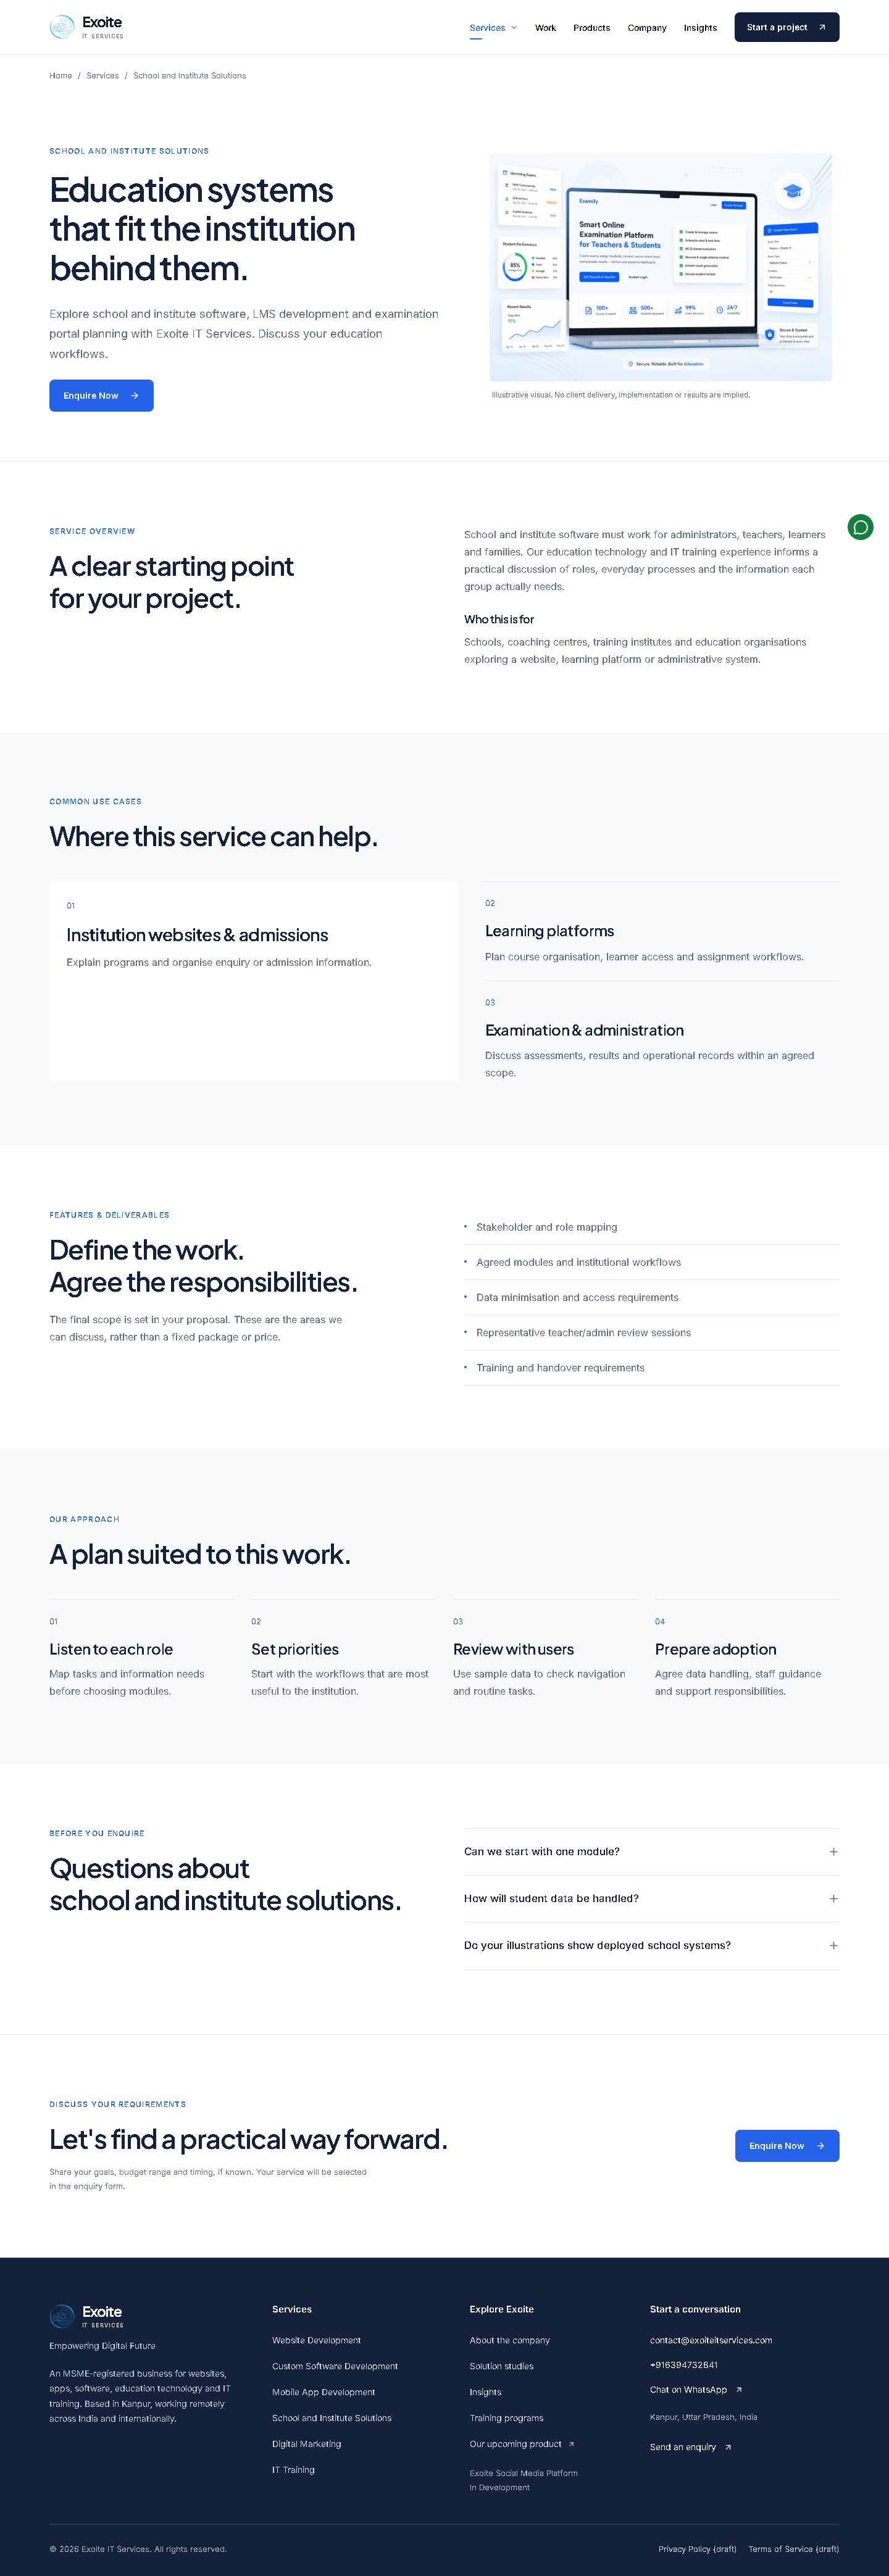 Exoite
IT SERVICES
Services
Work
Products
Company
Insights
Start a project
Home / Services / School and Institute Solutions
SCHOOL AND INSTITUTE SOLUTIONS
Education systems
that fit the institution
behind them.
Explore school and institute software, LMS development and examination
portal planning with Exoite IT Services. Discuss your education
workflows.
Enquire Now
Upcoming Exams
Student Performance
85%
Recent Results
Examify
Smart Online
Examination Platform
for Teachers & Students
100+
500+
99%
24/7
Secure & Trusted
Secure. Reliable. Built for Education.
Illustrative visual. No client delivery, implementation or results are implied.
SERVICE OVERVIEW
A clear starting point
for your project.
School and institute software must work for administrators, teachers, learners
and families. Our education technology and IT training experience informs a
practical discussion of roles, everyday processes and the information each
group actually needs.
Who this is for
Schools, coaching centres, training institutes and education organisations
exploring a website, learning platform or administrative system.
COMMON USE CASES
Where this service can help.
01
Institution websites & admissions
Explain programs and organise enquiry or admission information.
02
Learning platforms
Plan course organisation, learner access and assignment workflows.
03
Examination & administration
Discuss assessments, results and operational records within an agreed
scope.
FEATURES & DELIVERABLES
Define the work.
Agree the responsibilities.
The final scope is set in your proposal. These are the areas we
can discuss, rather than a fixed package or price.
Stakeholder and role mapping
Agreed modules and institutional workflows
Data minimisation and access requirements
Representative teacher/admin review sessions
Training and handover requirements
OUR APPROACH
A plan suited to this work.
01
Listen to each role
Map tasks and information needs
before choosing modules.
02
Set priorities
Start with the workflows that are most
useful to the institution.
03
Review with users
Use sample data to check navigation
and routine tasks.
04
Prepare adoption
Agree data handling, staff guidance
and support responsibilities.
BEFORE YOU ENQUIRE
Questions about
school and institute solutions.
Can we start with one module?
How will student data be handled?
Do your illustrations show deployed school systems?
DISCUSS YOUR REQUIREMENTS
Let's find a practical way forward.
Share your goals, budget range and timing, if known. Your service will be selected
in the enquiry form.
Enquire Now
Exoite
IT SERVICES
Empowering Digital Future
An MSME-registered business for websites,
apps, software, education technology and IT
training. Based in Kanpur, working remotely
across India and internationally.
Services
Website Development
Custom Software Development
Mobile App Development
School and Institute Solutions
Digital Marketing
IT Training
Explore Exoite
About the company
Solution studies
Insights
Training programs
Our upcoming product
Exoite Social Media Platform
In Development
Start a conversation
contact@exoiteitservices.com
+916394732841
Chat on WhatsApp
Kanpur, Uttar Pradesh, India
Send an enquiry
© 2026 Exoite IT Services. All rights reserved.
Privacy Policy (draft)
Terms of Service (draft)